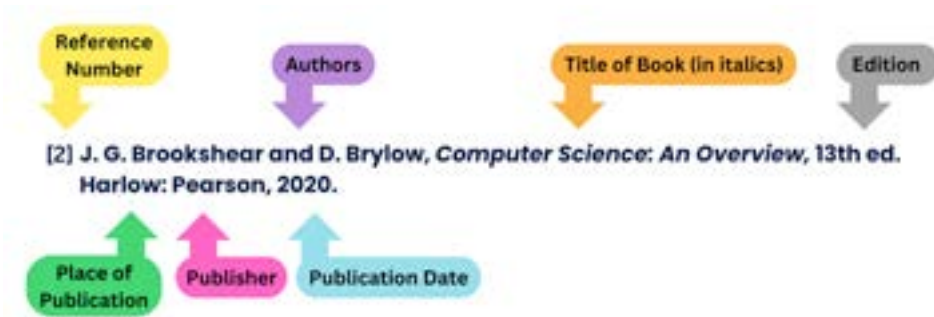 Reference
Number
Authors
Title of Book (in italics)
Edition
[2] J. G. Brookshear and D. Brylow, Computer Science: An Overview, 13th ed.
Harlow: Pearson, 2020.
Place of
Publication
Publisher
Publication Date